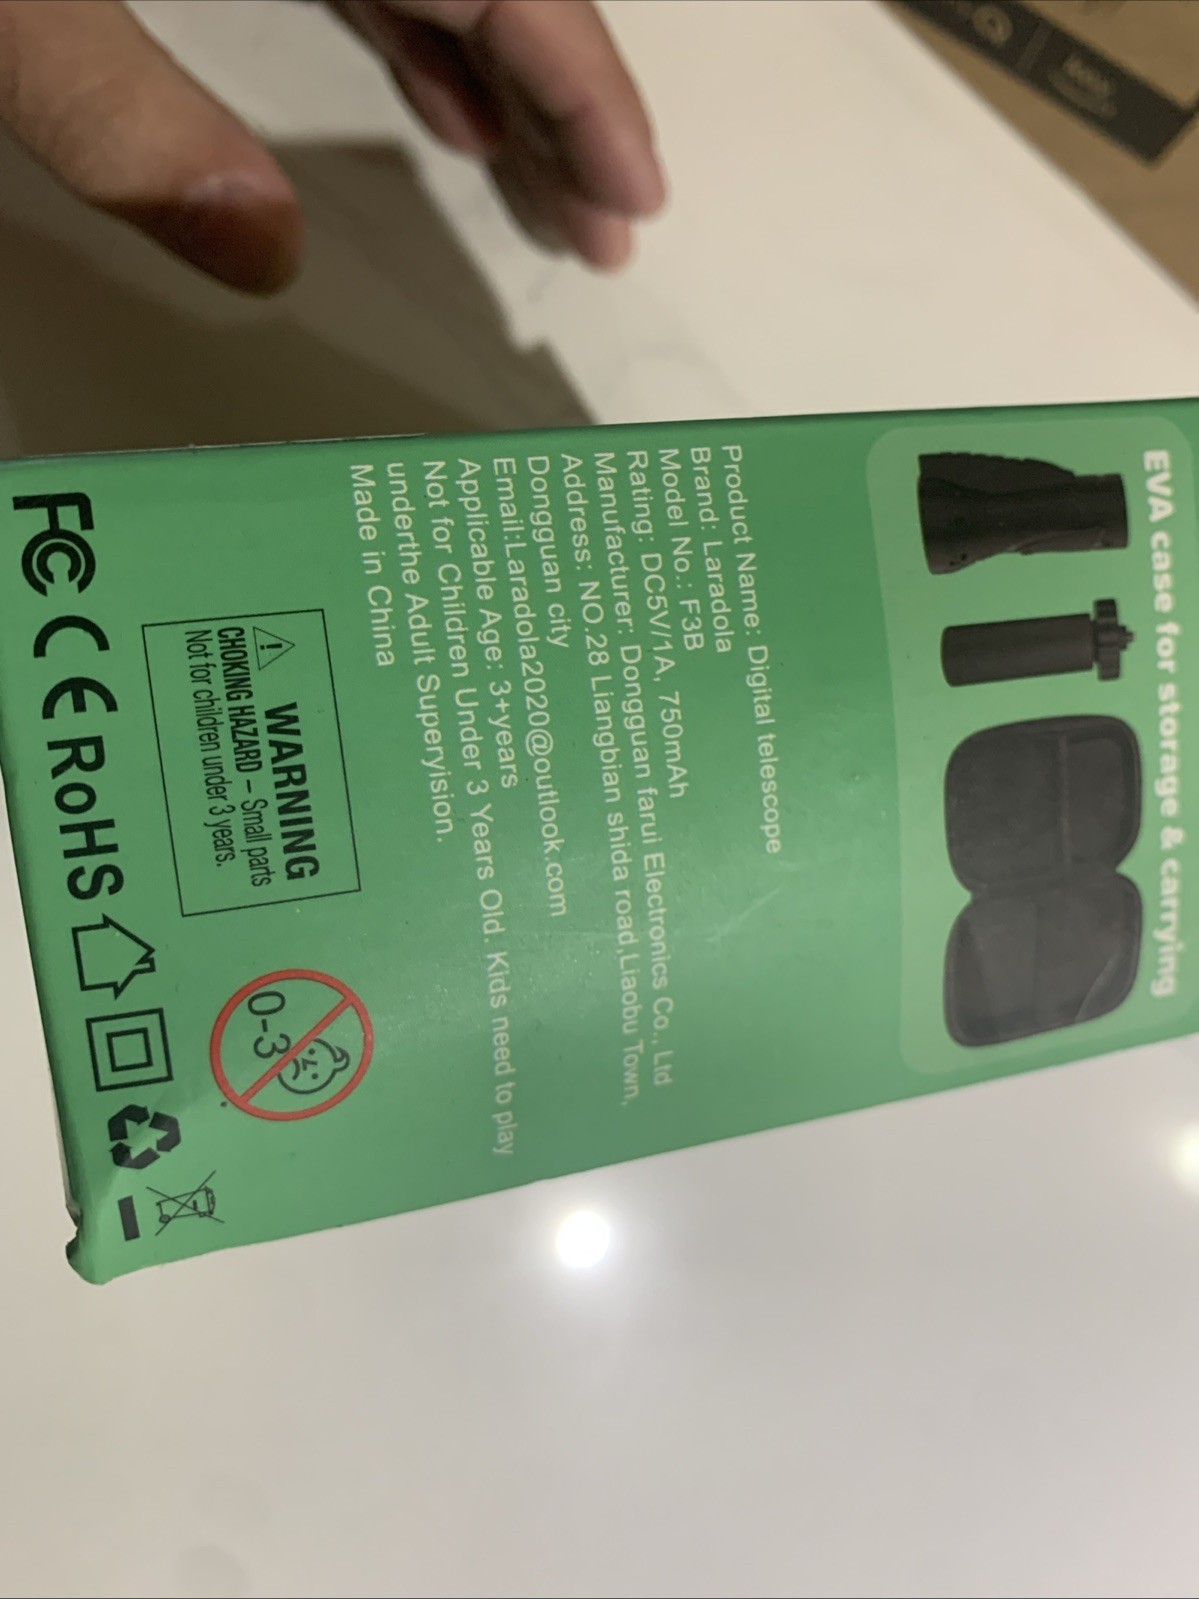 EVA case for storage & carrying
Product Name: Digital telescope
Brand: Laradola
Model No.: F3B
Rating: DC5V/1A, 750mAh
Manufacturer: Dongguan farui Electronics Co., Ltd
Address: NO.28 Liangbian shida road,Liaobu Town,
Dongguan city
Email:Laradola2020@outlook.com
Applicable Age: 3+years
Not for Children Under 3 Years Old. Kids need to play
underthe Adult Superyision.
Made in China
WARNING
CHOKING HAZARD – Small parts
Not for children under 3 years.
0-3
FC CE RoHS